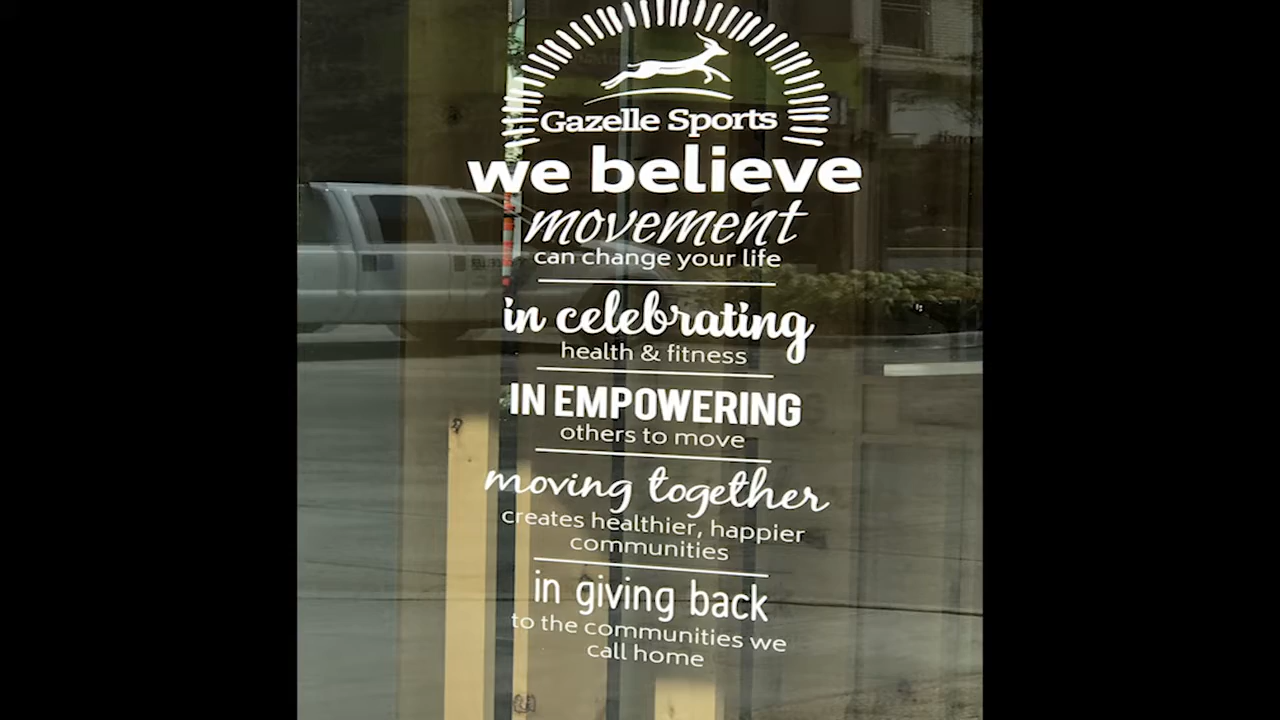 Gazelle Sports
we believe
movement
can change your life
in celebrating
health & fitness
IN EMPOWERING
others to move
moving together
creates healthier, happier
communities
in giving back
to the communities we
call home